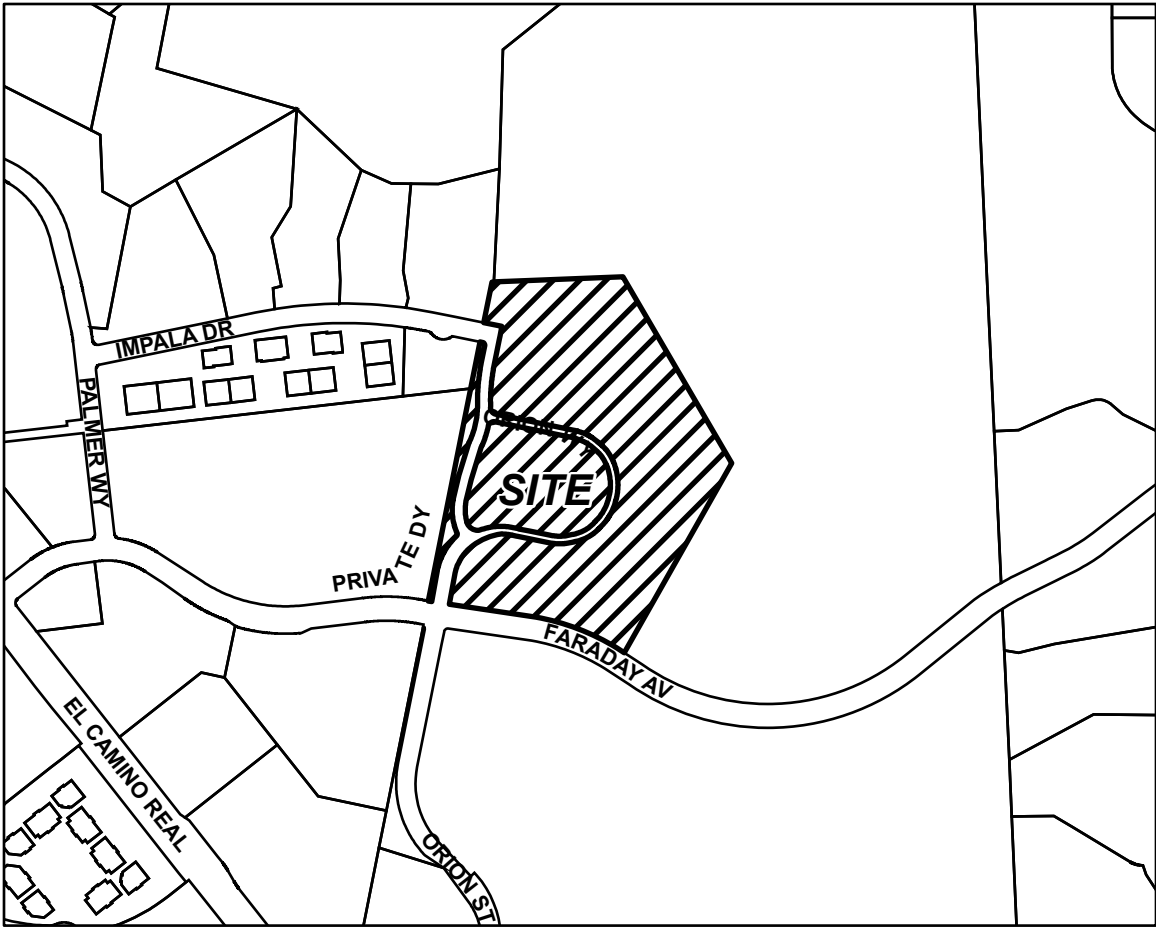 IMPALA DR
PALMER WY
SITE
PRIVATE DY
FARADAY AV
EL CAMINO REAL
ORION ST